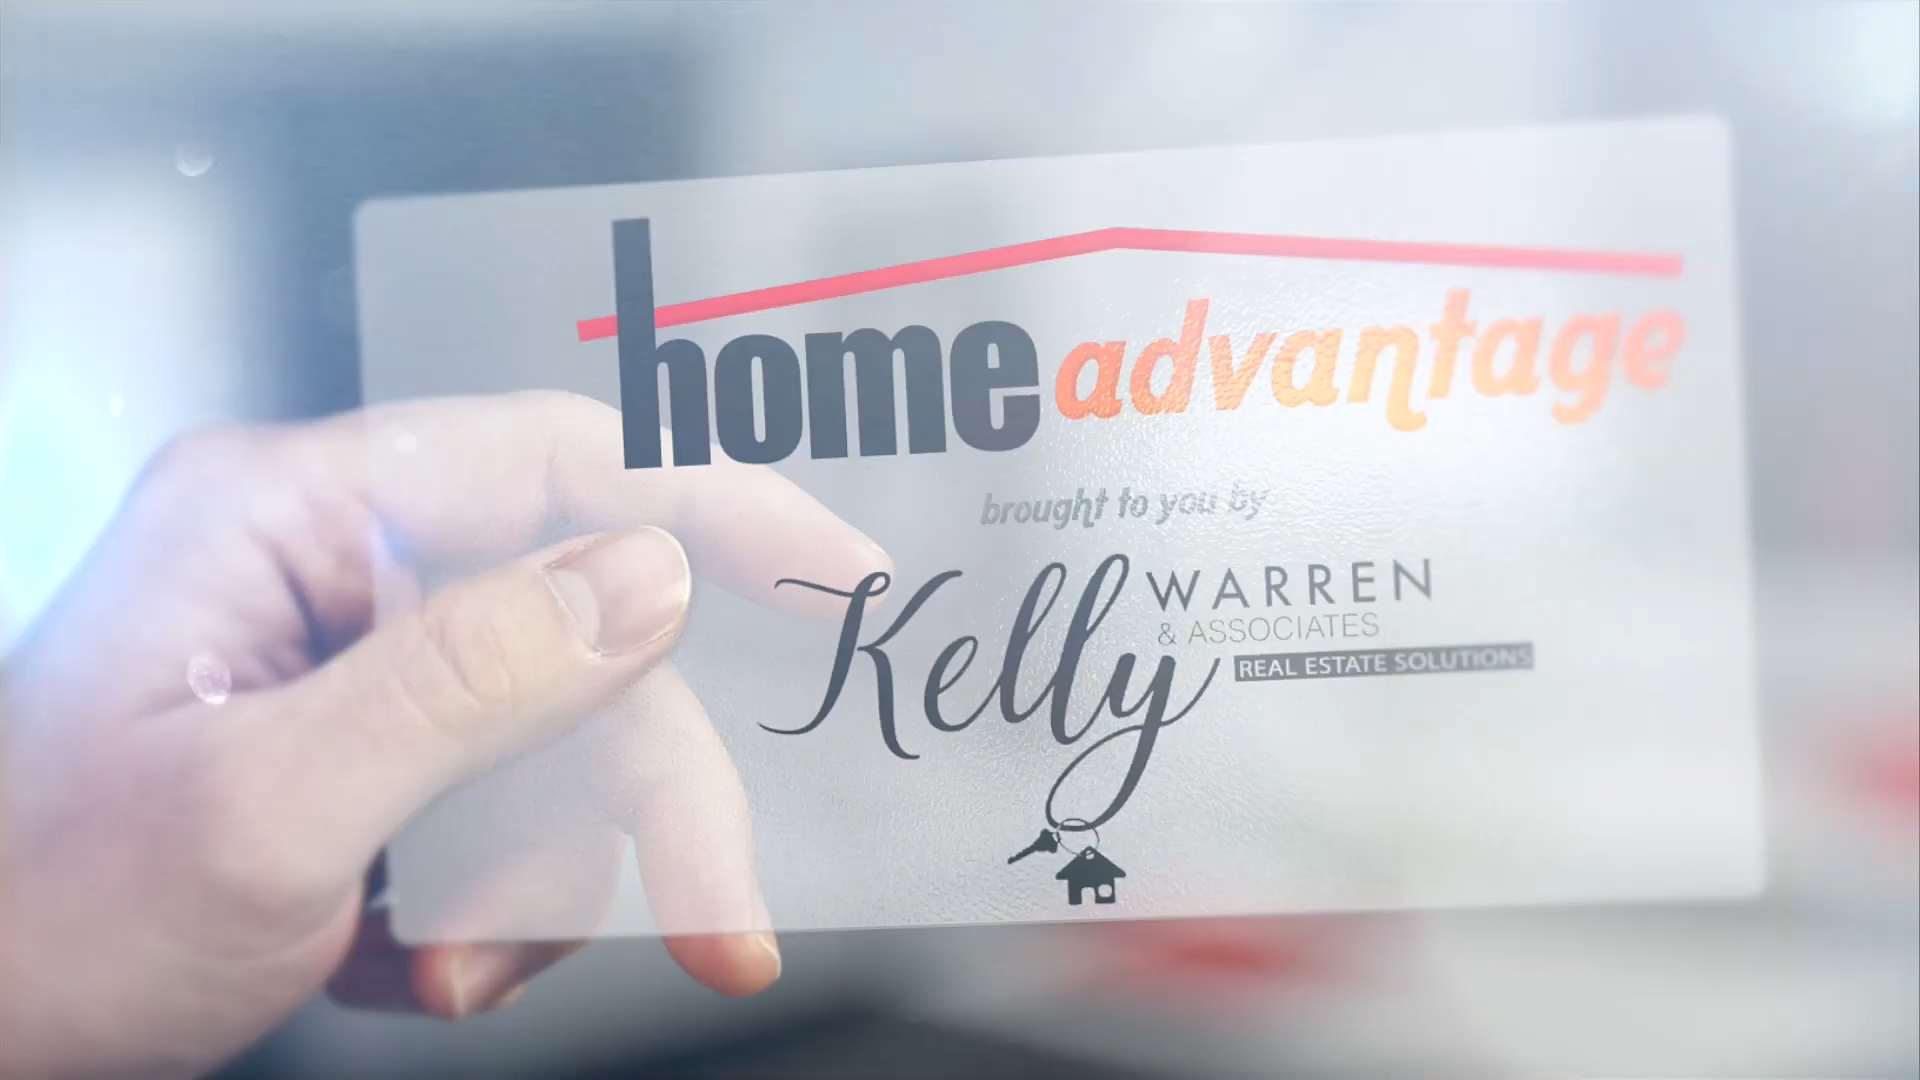 home advantage
brought to you by
Kelly WARREN
& ASSOCIATES
REAL ESTATE SOLUTIONS